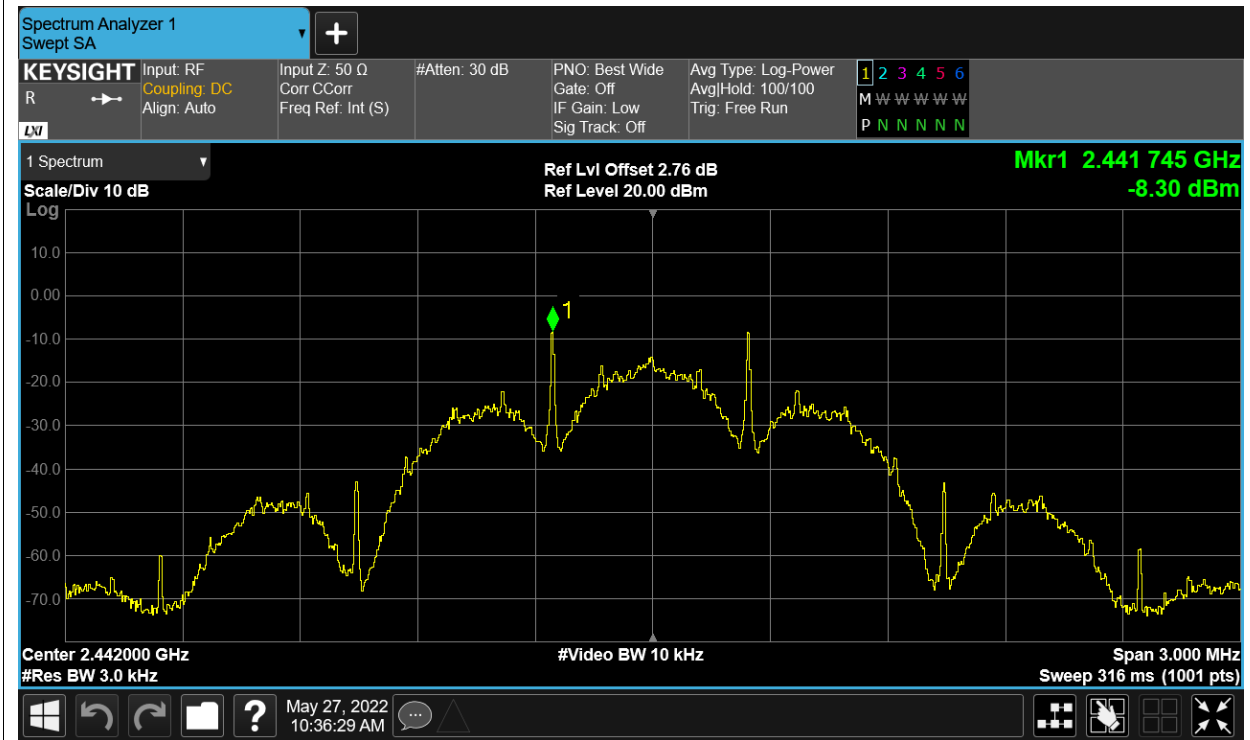 Spectrum Analyzer 1
Swept SA
+
KEYSIGHT
R
LXI
Input: RF
Coupling: DC
Align: Auto
Input Z: 50 Ω
Corr CCorr
Freq Ref: Int (S)
#Atten: 30 dB
PNO: Best Wide
Gate: Off
IF Gain: Low
Sig Track: Off
Avg Type: Log-Power
Avg|Hold: 100/100
Trig: Free Run
1 2 3 4 5 6
M W W W W W
P N N N N N
1 Spectrum
Scale/Div 10 dB
Log
Ref Lvl Offset 2.76 dB
Ref Level 20.00 dBm
Mkr1 2.441 745 GHz
-8.30 dBm
10.0
0.00
-10.0
-20.0
-30.0
-40.0
-50.0
-60.0
-70.0
1
Center 2.442000 GHz
#Res BW 3.0 kHz
#Video BW 10 kHz
Span 3.000 MHz
Sweep 316 ms (1001 pts)
?
May 27, 2022
10:36:29 AM